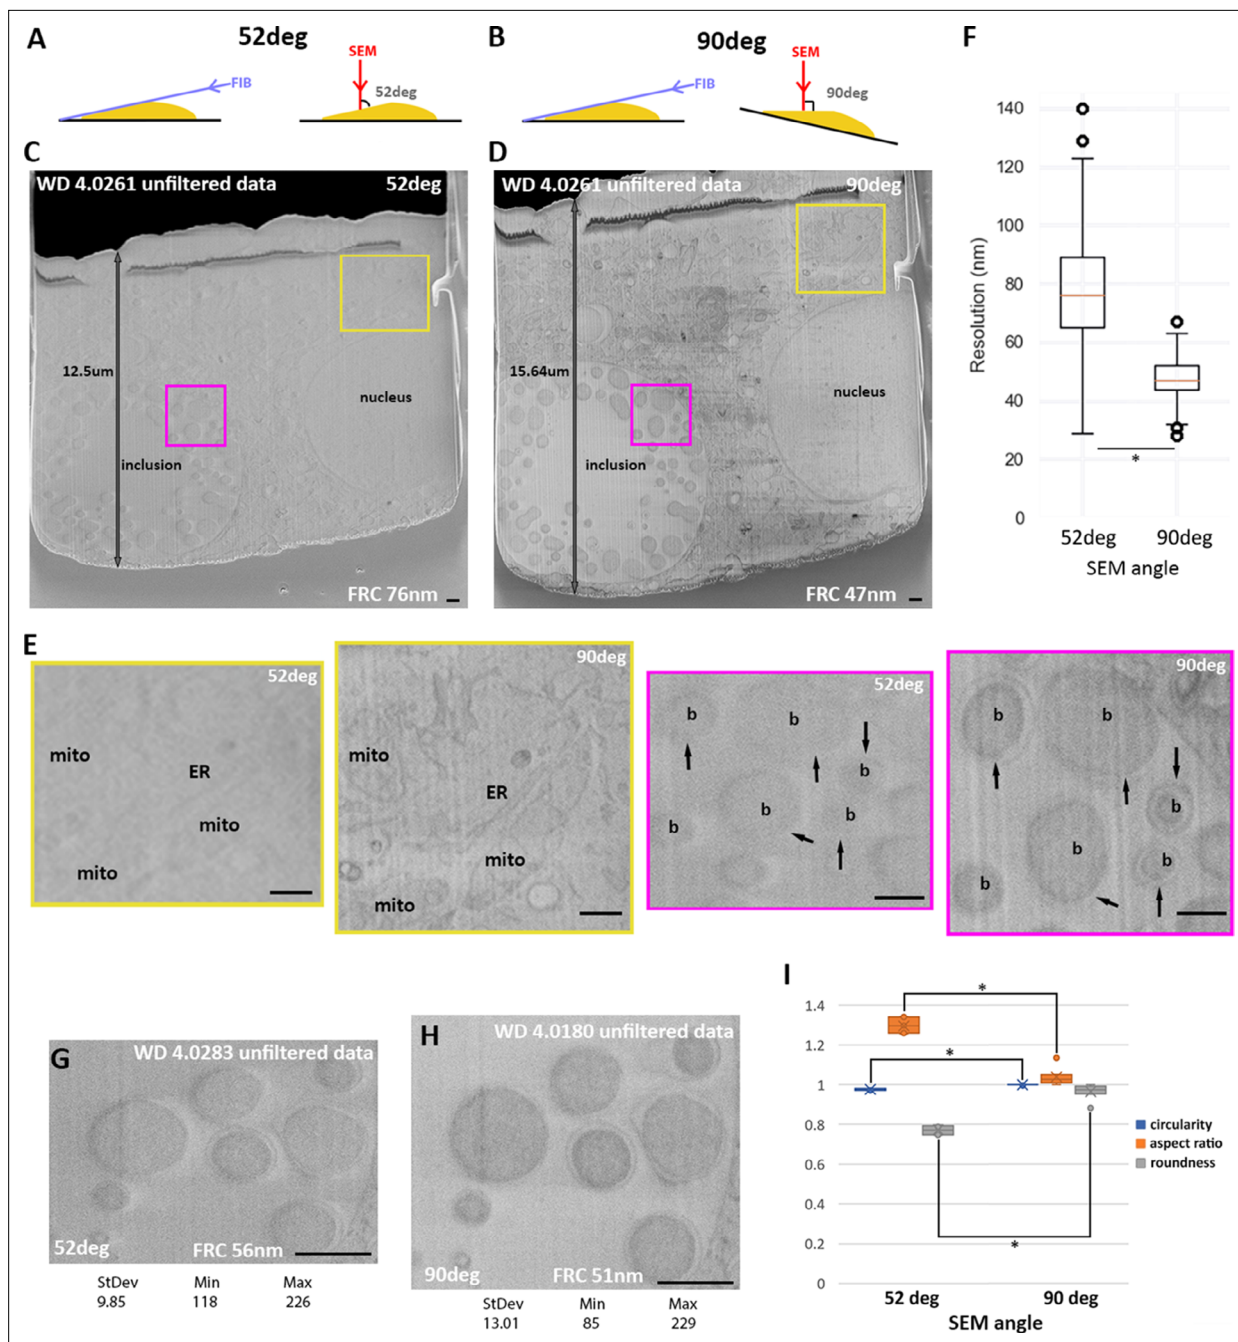 A
52deg
SEM
FIB
52deg
B
90deg
SEM
FIB
90deg
F
140
120
100
80
60
40
20
0
Resolution (nm)
*
52deg
90deg
SEM angle
C
WD 4.0261 unfiltered data
52deg
12.5um
nucleus
inclusion
FRC 76nm
D
WD 4.0261 unfiltered data
90deg
15.64um
nucleus
inclusion
FRC 47nm
E
52deg
mito
ER
mito
mito
90deg
mito
ER
mito
mito
52deg
b
b
b
b
b
b
90deg
b
b
b
b
b
b
G
WD 4.0283 unfiltered data
52deg
FRC 56nm
StDev Min Max
9.85 118 226
H
WD 4.0180 unfiltered data
90deg
FRC 51nm
StDev Min Max
13.01 85 229
I
1.4
1.2
1
0.8
0.6
0.4
0.2
0
*
*
*
circularity
aspect ratio
roundness
52 deg
90 deg
SEM angle